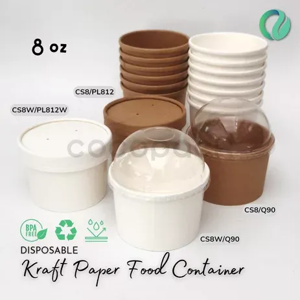 8 oz
CS8/PL812
CS8W/PL812W
CS8/Q90
CS8W/Q90
BPA
FREE
DISPOSABLE
Kraft Paper Food Container